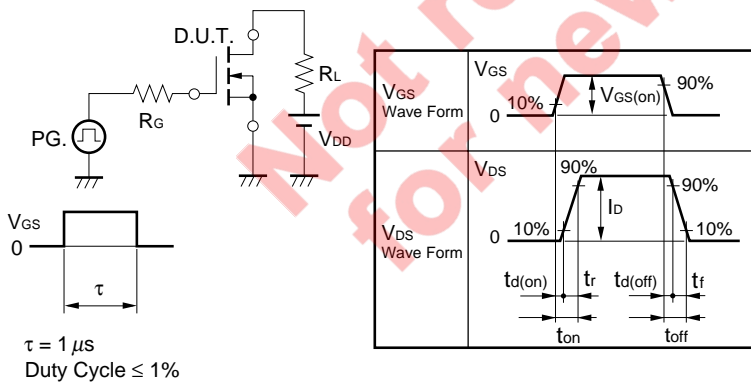 Not re
for new
D.U.T.
RL
RG
PG.
VDD
VGS
0
τ
τ = 1 μs
Duty Cycle ≤ 1%
VGS
Wave Form
VGS
10%
0
VGS(on)
90%
VDS
Wave Form
VDS
90%
90%
10%
0
ID
10%
td(on)
tr
td(off)
tf
ton
toff